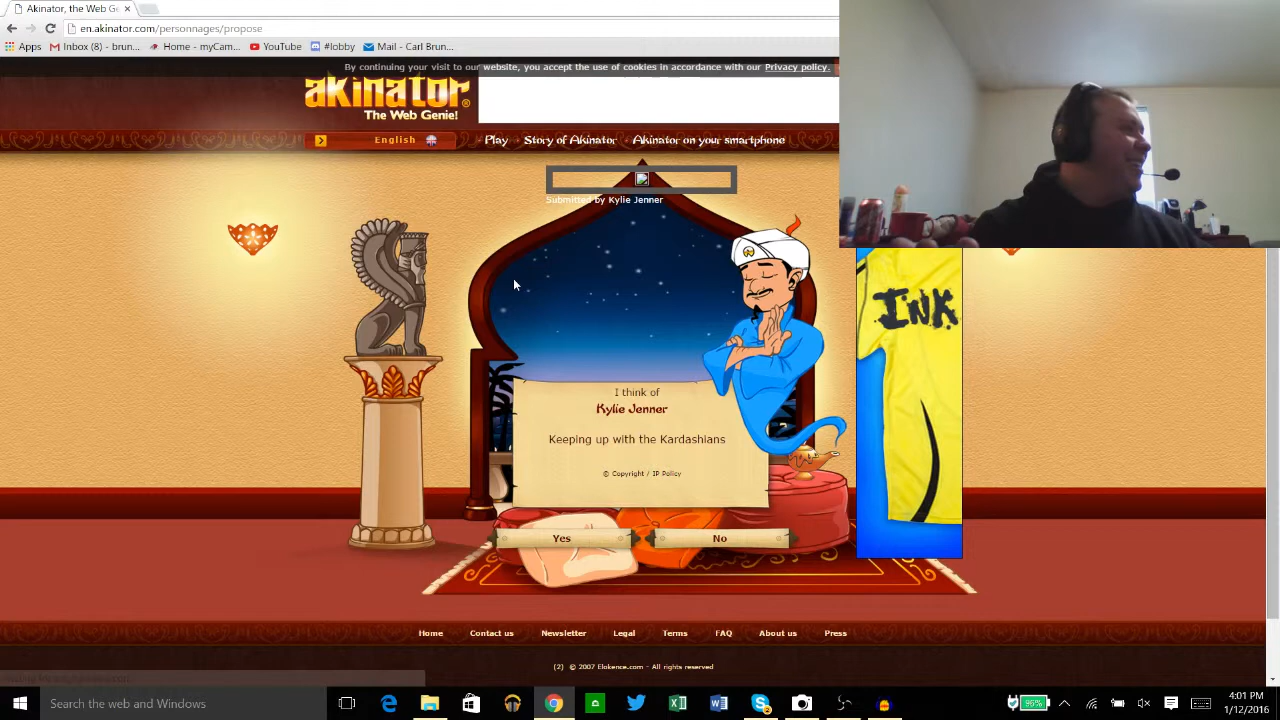 Akinator, the Web Ge
en.akinator.com/personnages/propose
Apps
Inbox (8) - brun...
Home - myCam...
YouTube
#lobby
Mail - Carl Brun...
By continuing your visit to our website, you accept the use of cookies in accordance with our Privacy policy.
akinator®
The Web Genie!
English
Play
Story of Akinator
Akinator on your smartphone
Submitted by Kylie Jenner
INK
I think of
Kylie Jenner
Keeping up with the Kardashians
© Copyright / IP Policy
Yes
No
Home
Contact us
Newsletter
Legal
Terms
FAQ
About us
Press
(2) © 2007 Elokence.com - All rights reserved
Search the web and Windows
96%
4:01 PM
1/12/2016